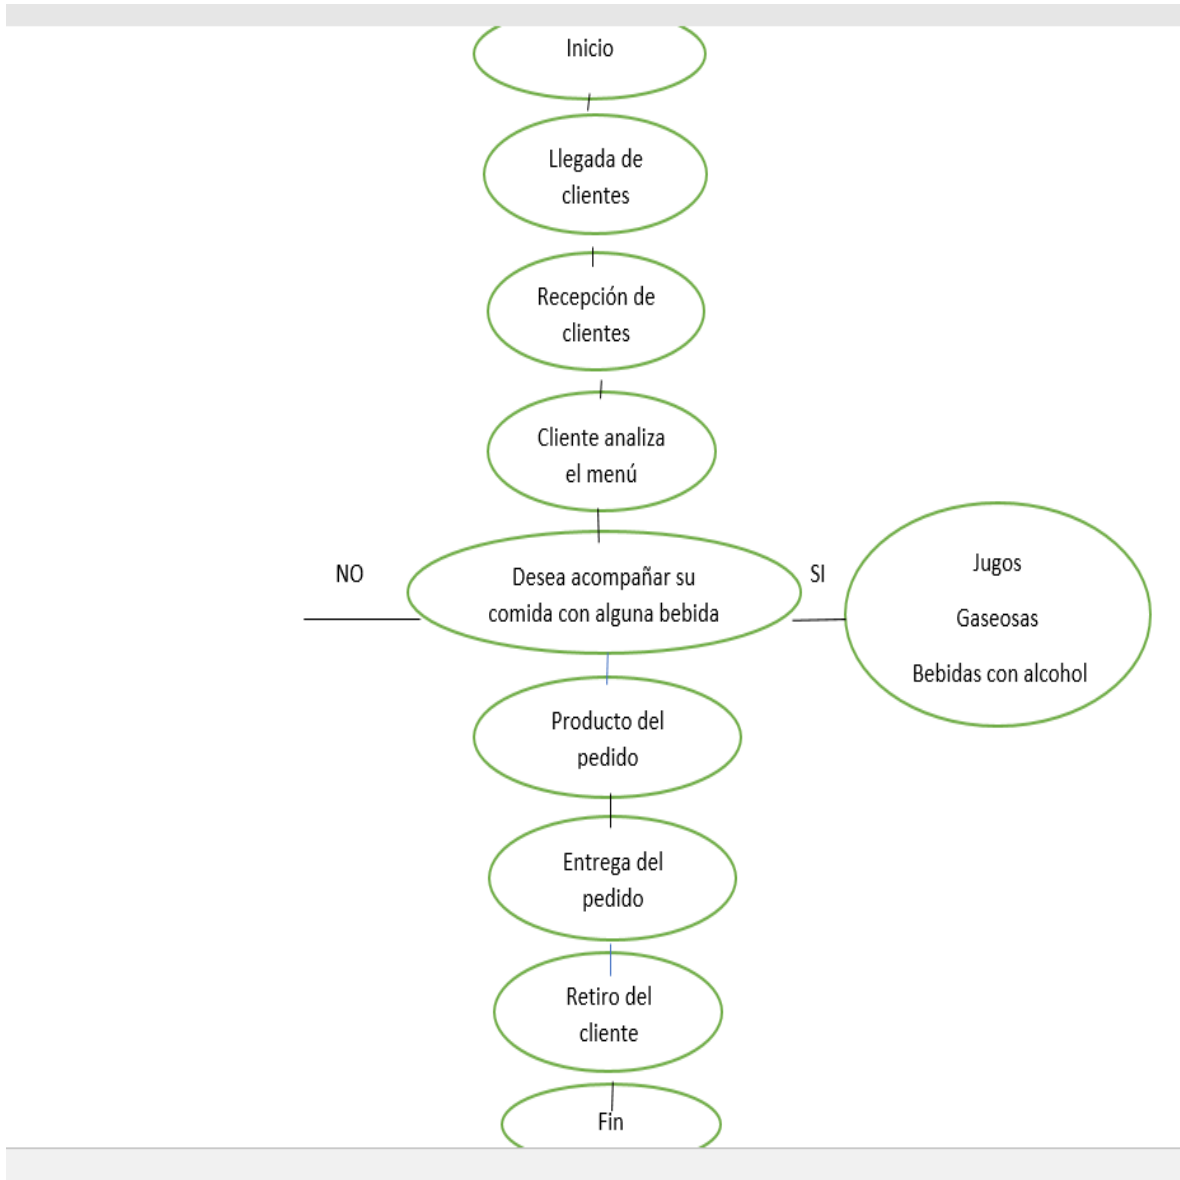 Inicio
Llegada de
clientes
Recepción de
clientes
Cliente analiza
el menú
NO
Desea acompañar su
comida con alguna bebida
SI
Jugos
Gaseosas
Bebidas con alcohol
Producto del
pedido
Entrega del
pedido
Retiro del
cliente
Fin